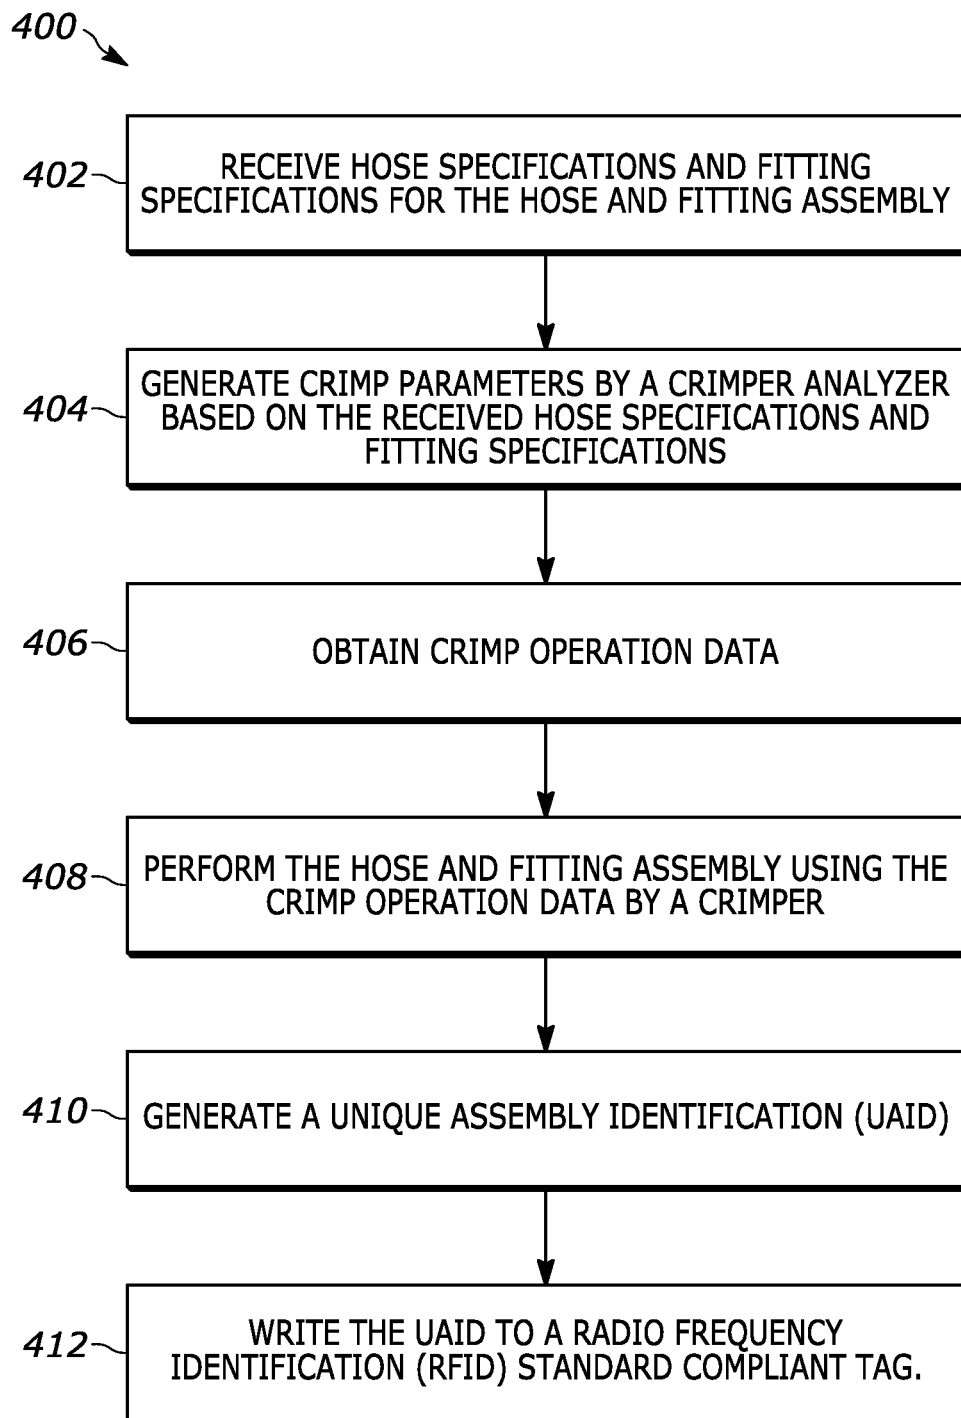 400
402
RECEIVE HOSE SPECIFICATIONS AND FITTING
SPECIFICATIONS FOR THE HOSE AND FITTING ASSEMBLY
404
GENERATE CRIMP PARAMETERS BY A CRIMPER ANALYZER
BASED ON THE RECEIVED HOSE SPECIFICATIONS AND
FITTING SPECIFICATIONS
406
OBTAIN CRIMP OPERATION DATA
408
PERFORM THE HOSE AND FITTING ASSEMBLY USING THE
CRIMP OPERATION DATA BY A CRIMPER
410
GENERATE A UNIQUE ASSEMBLY IDENTIFICATION (UAID)
412
WRITE THE UAID TO A RADIO FREQUENCY
IDENTIFICATION (RFID) STANDARD COMPLIANT TAG.